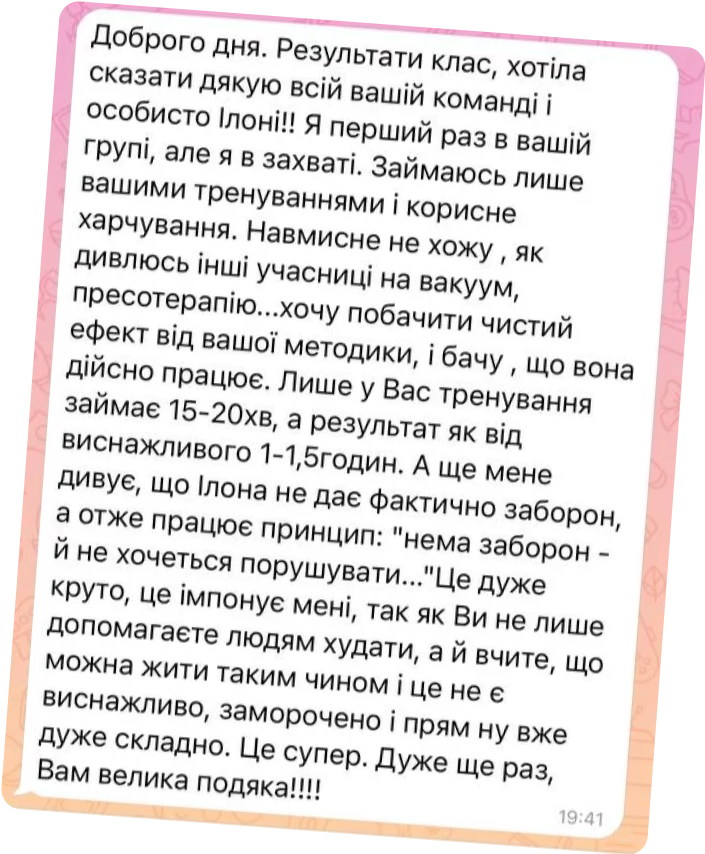 Доброго дня. Результати клас, хотіла
сказати дякую всій вашій команді і
особисто Ілоні!! Я перший раз в вашій
групі, але я в захваті. Займаюсь лише
вашими тренуваннями і корисне
харчування. Навмисне не хожу , як
дивлюсь інші учасниці на вакуум,
пресотерапію...хочу побачити чистий
ефект від вашої методики, і бачу , що вона
дійсно працює. Лише у Вас тренування
займає 15-20хв, а результат як від
виснажливого 1-1,5годин. А ще мене
дивує, що Ілона не дає фактично заборон,
а отже працює принцип: "нема заборон -
й не хочеться порушувати..."Це дуже
круто, це імпонує мені, так як Ви не лише
допомагаєте людям худати, а й вчите, що
можна жити таким чином і це не є
виснажливо, заморочено і прям ну вже
дуже складно. Це супер. Дуже ще раз,
Вам велика подяка!!!!
19:41